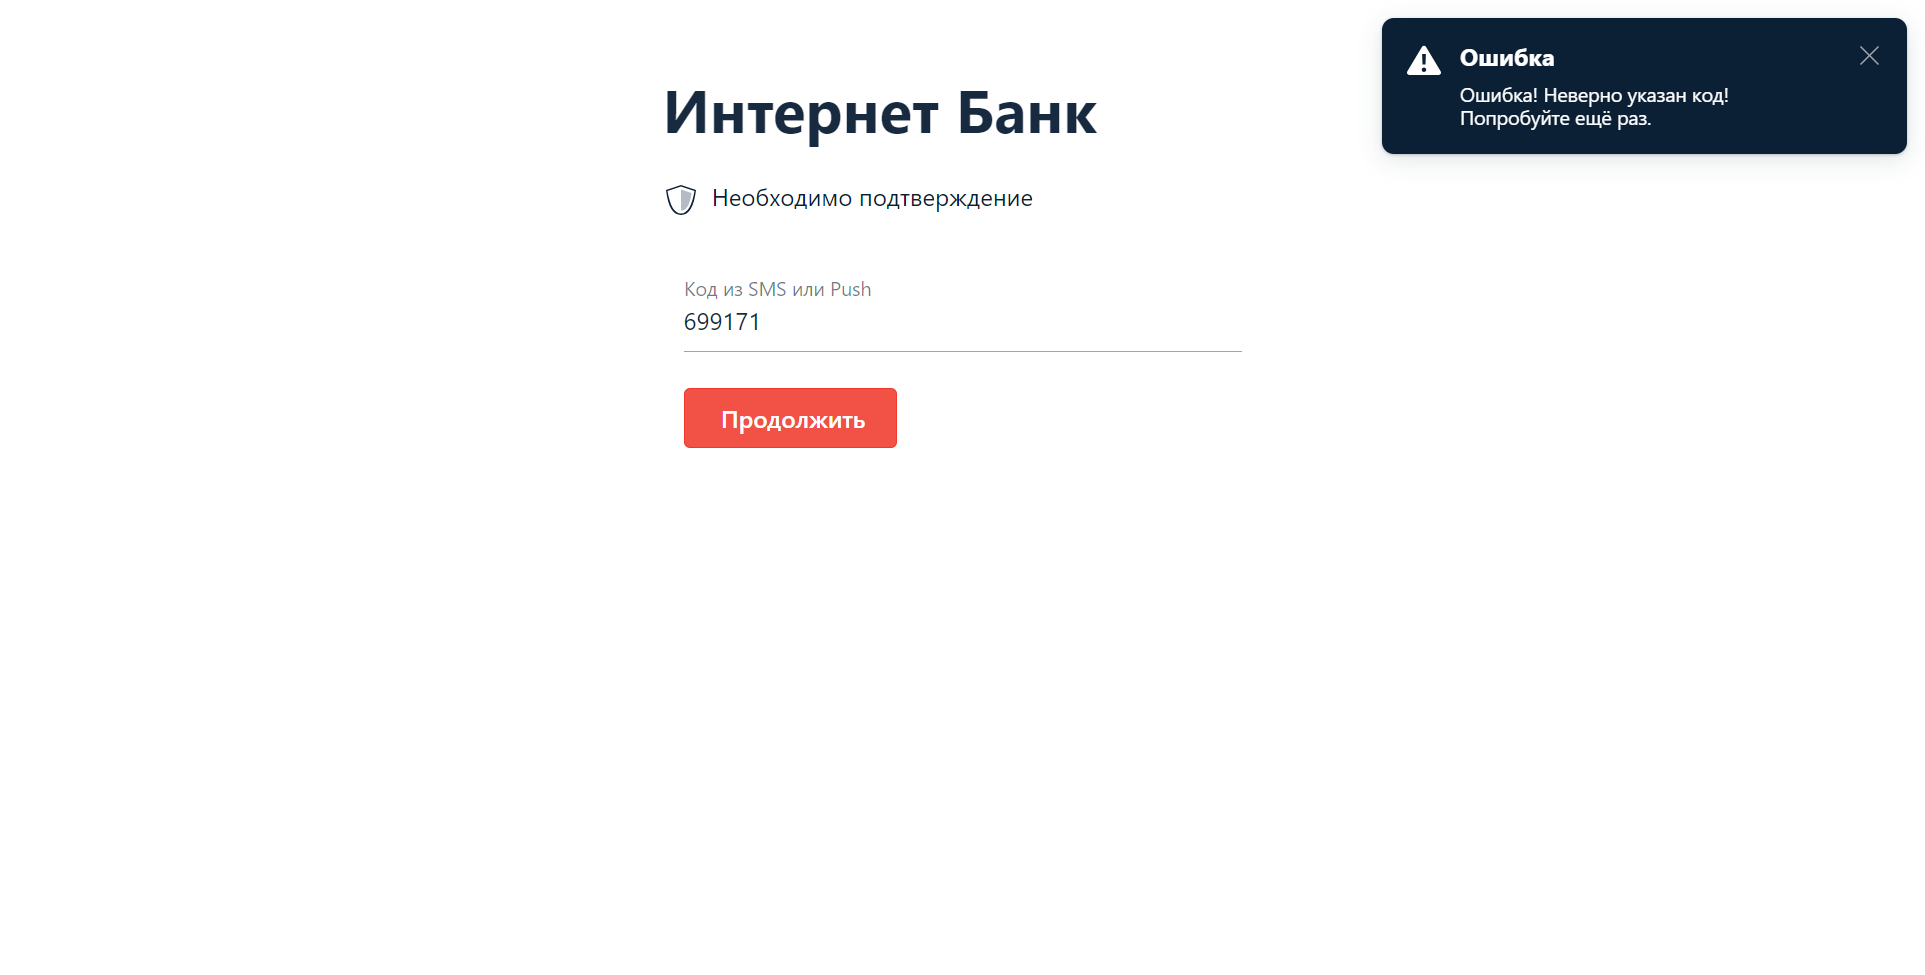 Интернет Банк
Необходимо подтверждение
Код из SMS или Push
699171
Продолжить
Ошибка
Ошибка! Неверно указан код!
Попробуйте ещё раз.